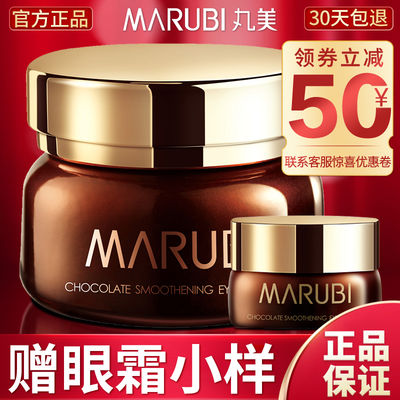 官方正品
MARUBI 丸美
30天包退
领券立减
50¥
联系客服惊喜优惠卷
MARUBI
CHOCOLATE SMOOTHENING EY
MARUBI
CHOCOLATE SMOOTHENING EY
赠眼霜小样
正品
保证